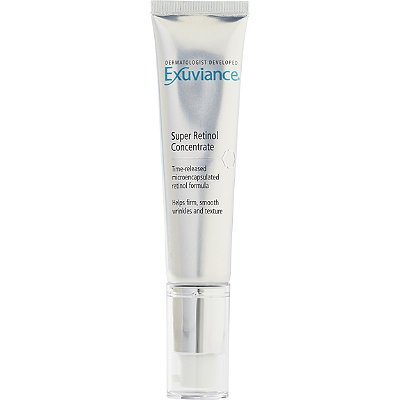 DERMATOLOGIST DEVELOPED
Exuviance
Super Retinol
Concentrate
Time-released
microencapsulated
retinol formula
Helps firm, smooth
wrinkles and texture